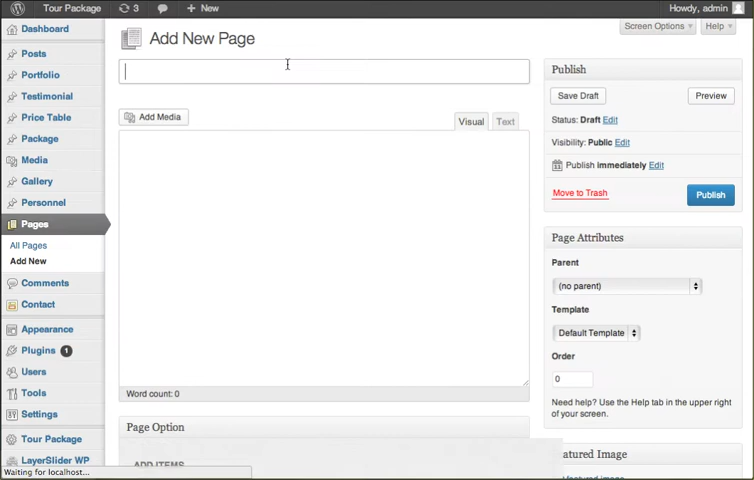 Tour Package 3 + New Howdy, admin
Screen Options Help
Dashboard
Posts
Portfolio
Testimonial
Price Table
Package
Media
Gallery
Personnel
Pages
All Pages
Add New
Comments
Contact
Appearance
Plugins 1
Users
Tools
Settings
Tour Package
LayerSlider WP
Waiting for localhost...
Add New Page
Add Media
Visual Text
Word count: 0
Page Option
ADD ITEMS
Publish
Save Draft Preview
Status: Draft Edit
Visibility: Public Edit
Publish immediately Edit
Move to Trash Publish
Page Attributes
Parent
(no parent)
Template
Default Template
Order
0
Need help? Use the Help tab in the upper right
of your screen.